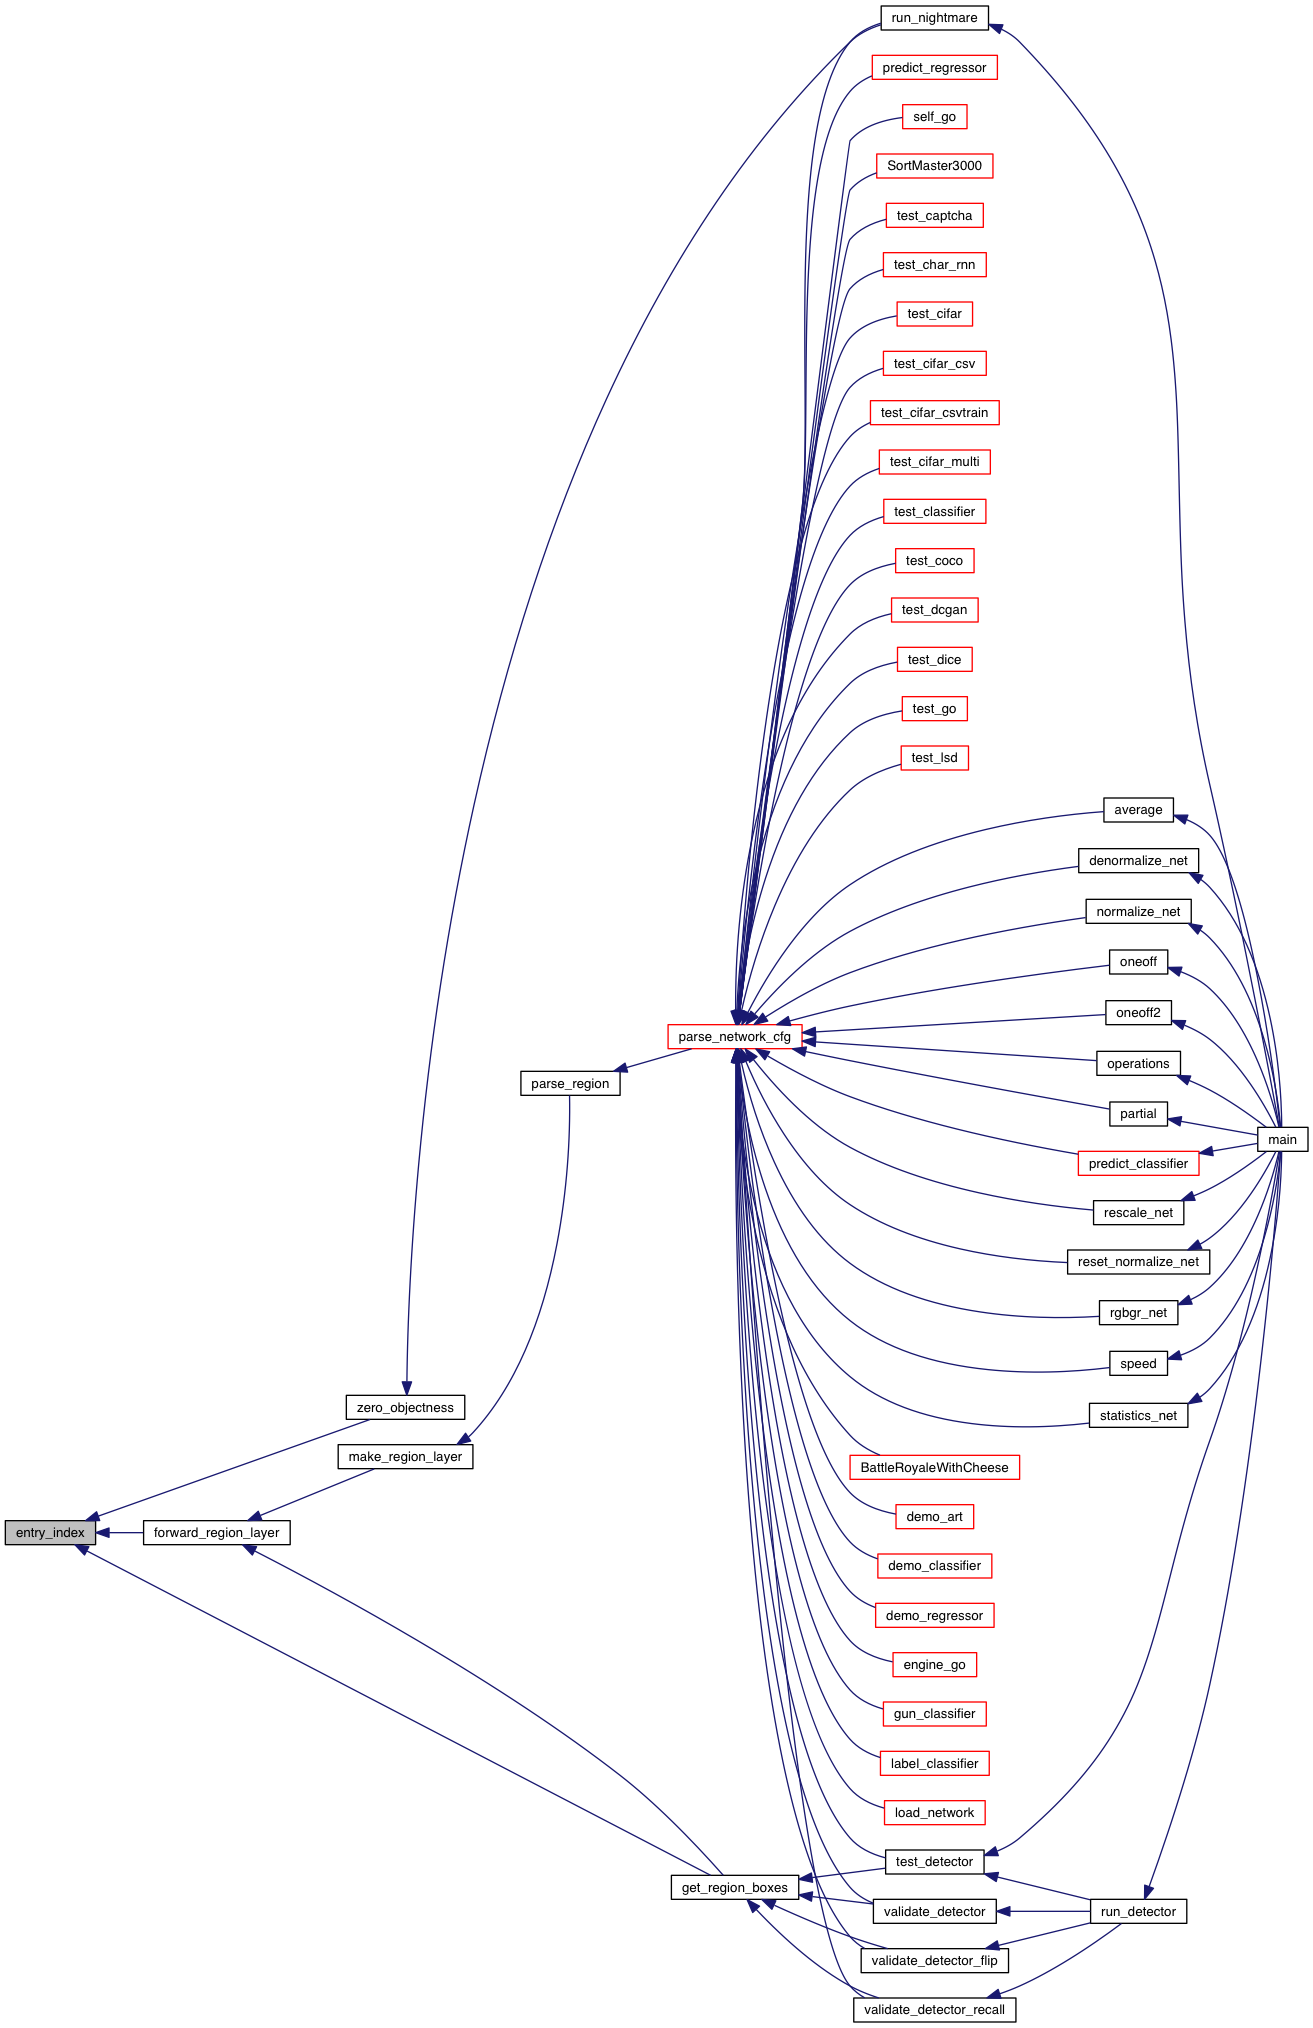 run_nightmare
predict_regressor
self_go
SortMaster3000
test_captcha
test_char_rnn
test_cifar
test_cifar_csv
test_cifar_csvtrain
test_cifar_multi
test_classifier
test_coco
test_dcgan
test_dice
test_go
test_lsd
average
denormalize_net
normalize_net
oneoff
oneoff2
parse_network_cfg
operations
parse_region
partial
main
predict_classifier
rescale_net
reset_normalize_net
rgbgr_net
speed
zero_objectness
statistics_net
make_region_layer
BattleRoyaleWithCheese
demo_art
entry_index
forward_region_layer
demo_classifier
demo_regressor
engine_go
gun_classifier
label_classifier
load_network
test_detector
get_region_boxes
validate_detector
run_detector
validate_detector_flip
validate_detector_recall